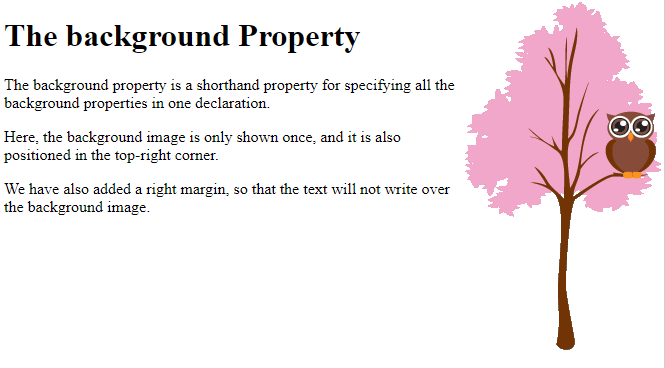 The background Property
The background property is a shorthand property for specifying all the
background properties in one declaration.
Here, the background image is only shown once, and it is also
positioned in the top-right corner.
We have also added a right margin, so that the text will not write over
the background image.